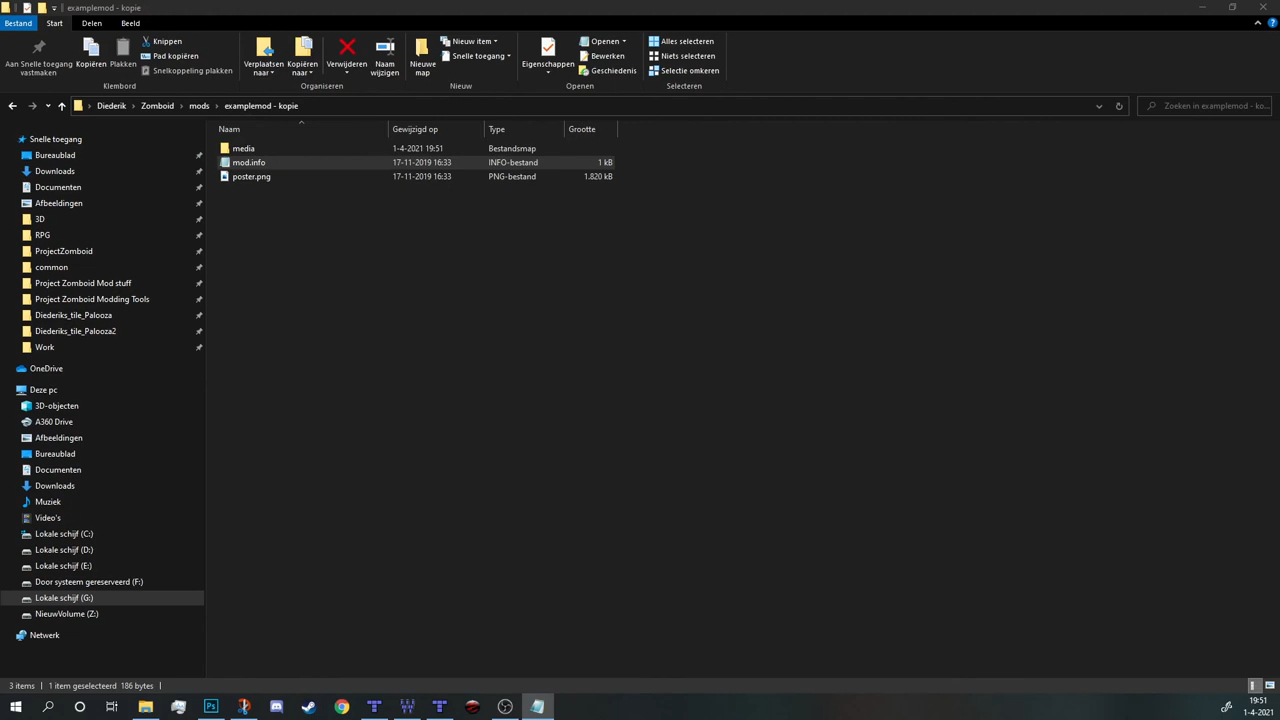 examplemod - kopie
Bestand Start Delen Beeld
Aan Snelle toegang vastmaken
Kopiëren
Plakken
Knippen
Pad kopiëren
Snelkoppeling plakken
Klembord
Verplaatsen naar
Kopiëren naar
Verwijderen
Naam wijzigen
Organiseren
Nieuwe map
Nieuw item
Snelle toegang
Nieuw
Eigenschappen
Openen
Bewerken
Geschiedenis
Openen
Alles selecteren
Niets selecteren
Selectie omkeren
Selecteren
Diederik Zomboid mods examplemod - kopie
Zoeken in examplemod - ko...
Snelle toegang
Bureaublad
Downloads
Documenten
Afbeeldingen
3D
RPG
ProjectZomboid
common
Project Zomboid Mod stuff
Project Zomboid Modding Tools
Diederiks_tile_Palooza
Diederiks_tile_Palooza2
Work
OneDrive
Deze pc
3D-objecten
A360 Drive
Afbeeldingen
Bureaublad
Documenten
Downloads
Muziek
Video's
Lokale schijf (C:)
Lokale schijf (D:)
Lokale schijf (E:)
Door systeem gereserveerd (F:)
Lokale schijf (G:)
NieuwVolume (Z:)
Netwerk
Naam Gewijzigd op Type Grootte
media 1-4-2021 19:51 Bestandsmap
mod.info 17-11-2019 16:33 INFO-bestand 1 kB
poster.png 17-11-2019 16:33 PNG-bestand 1.820 kB
3 items 1 item geselecteerd 186 bytes
Ps
19:51
1-4-2021